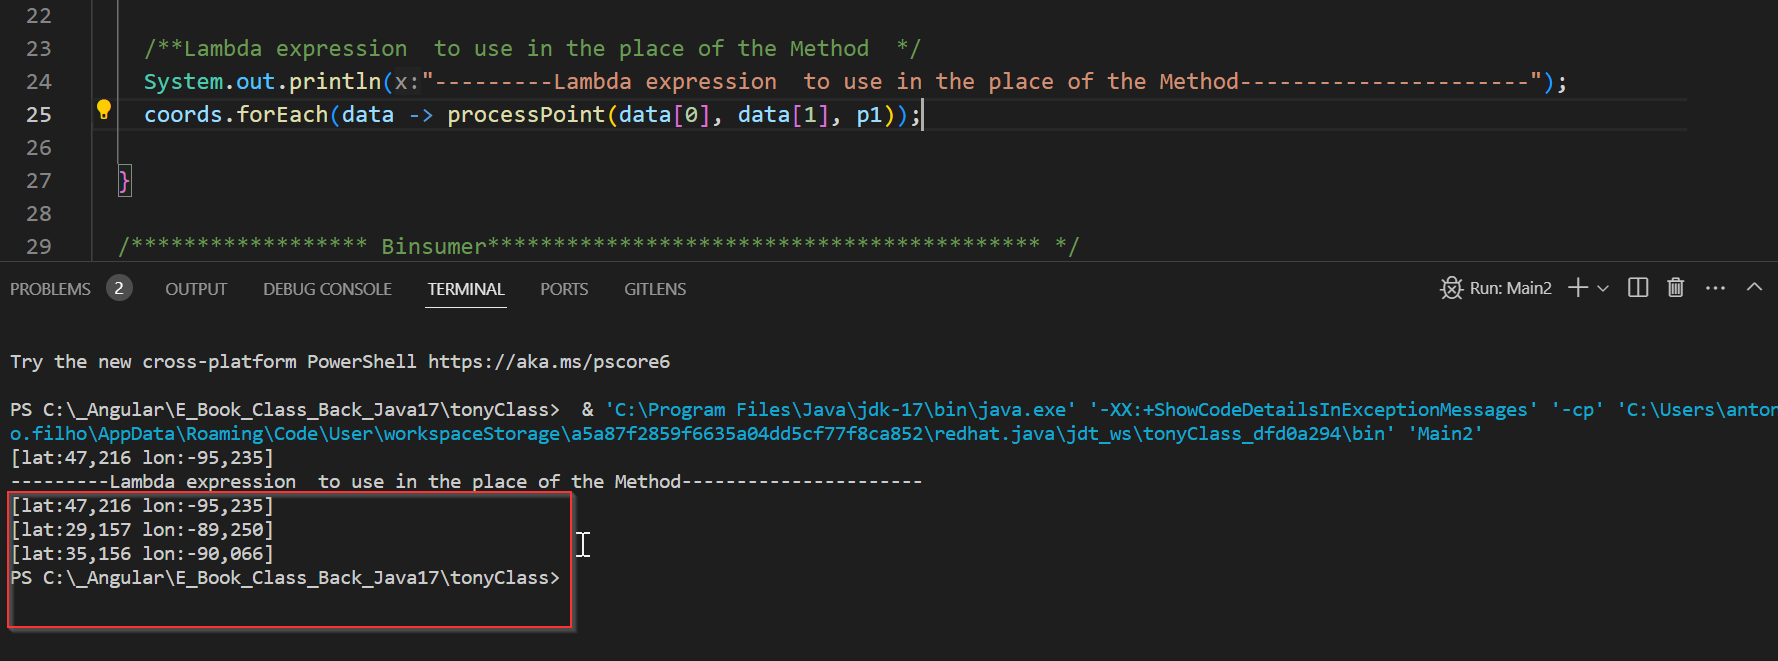 22
23 /**Lambda expression  to use in the place of the Method  */
24 System.out.println(x:"---------Lambda expression  to use in the place of the Method----------------------");
25 coords.forEach(data -> processPoint(data[0], data[1], p1));
26
27 }
28
29 /****************** Binsumer****************************************** */
PROBLEMS 2 OUTPUT DEBUG CONSOLE TERMINAL PORTS GITLENS Run: Main2
Try the new cross-platform PowerShell https://aka.ms/pscore6
PS C:\_Angular\E_Book_Class_Back_Java17\tonyClass>  & 'C:\Program Files\Java\jdk-17\bin\java.exe' '-XX:+ShowCodeDetailsInExceptionMessages' '-cp' 'C:\Users\anton
o.filho\AppData\Roaming\Code\User\workspaceStorage\a5a87f2859f6635a04dd5cf77f8ca852\redhat.java\jdt_ws\tonyClass_dfd0a294\bin' 'Main2'
[lat:47,216 lon:-95,235]
---------Lambda expression  to use in the place of the Method----------------------
[lat:47,216 lon:-95,235]
[lat:29,157 lon:-89,250]
[lat:35,156 lon:-90,066]
PS C:\_Angular\E_Book_Class_Back_Java17\tonyClass>